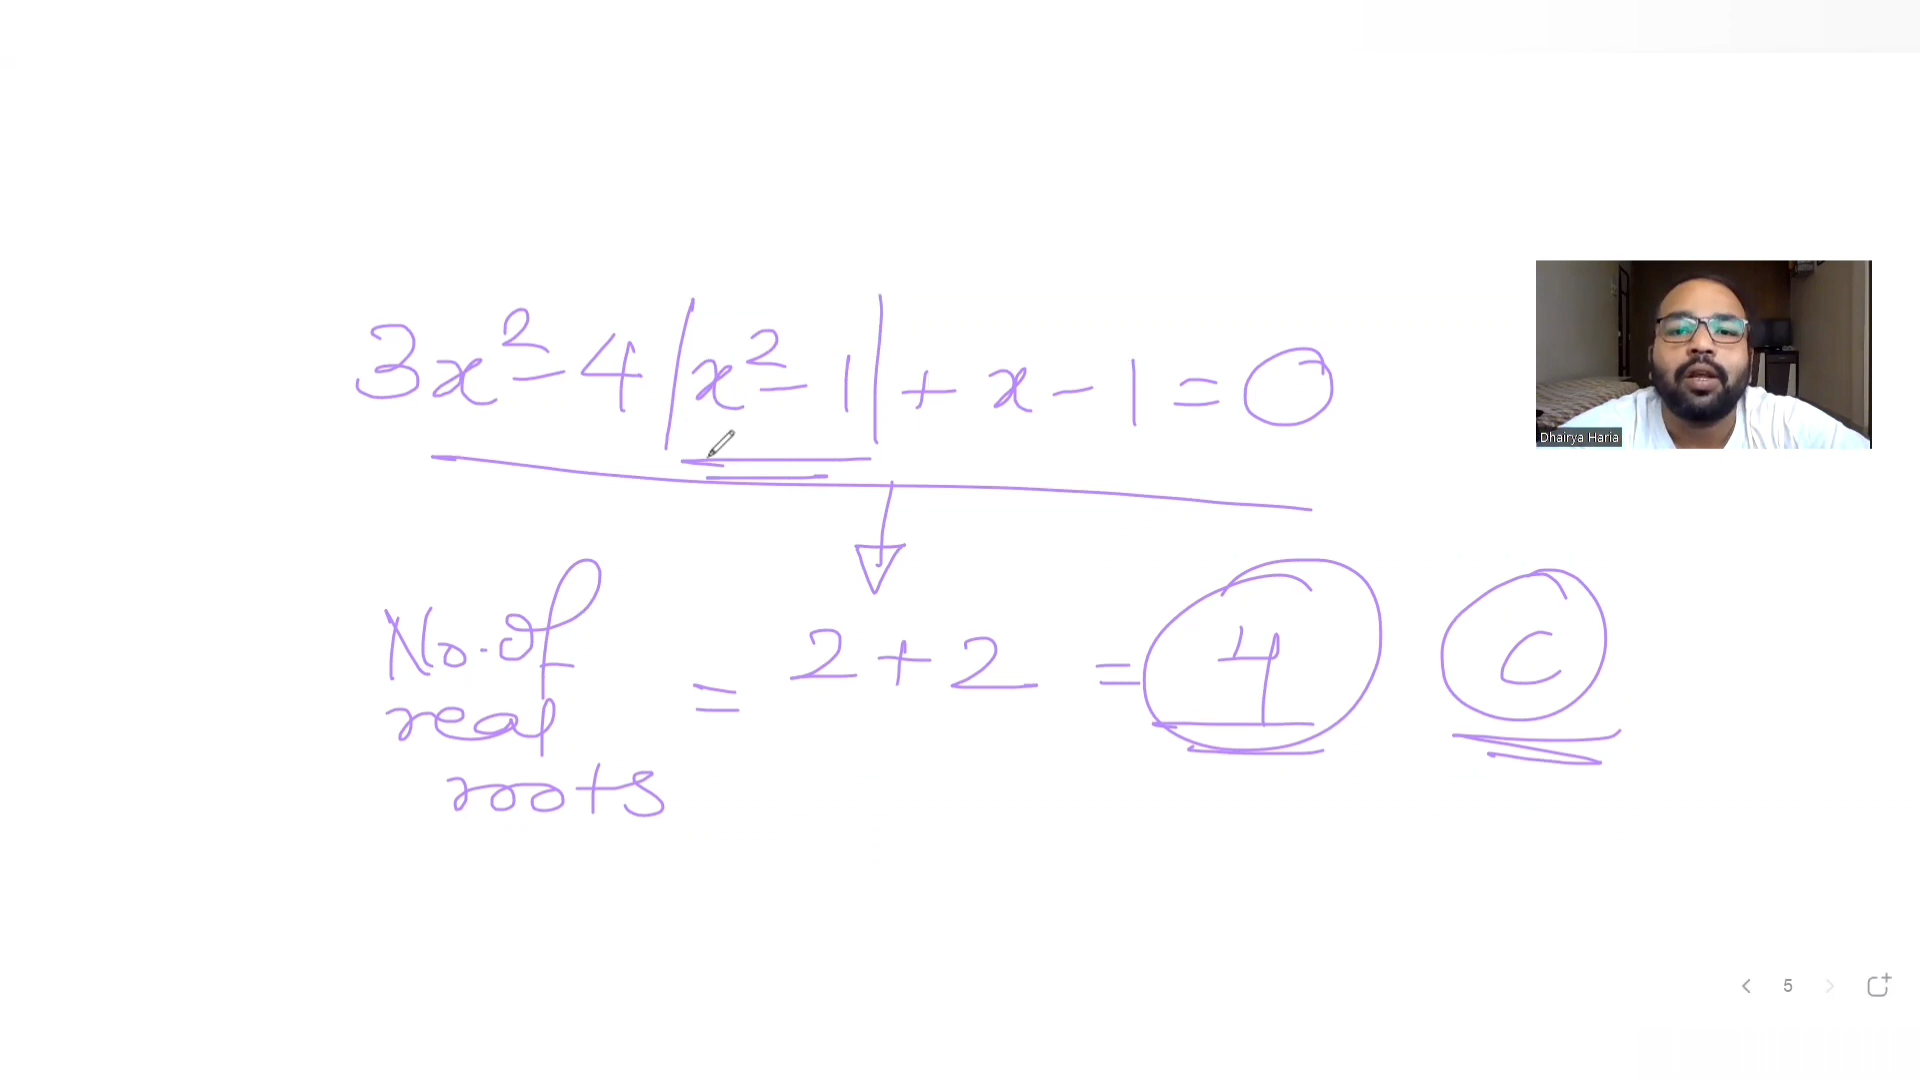 3x² - 4|x² - 1| + x - 1 = 0
Dhairya Haria
No. of real roots = 2 + 2 = 4 C
5